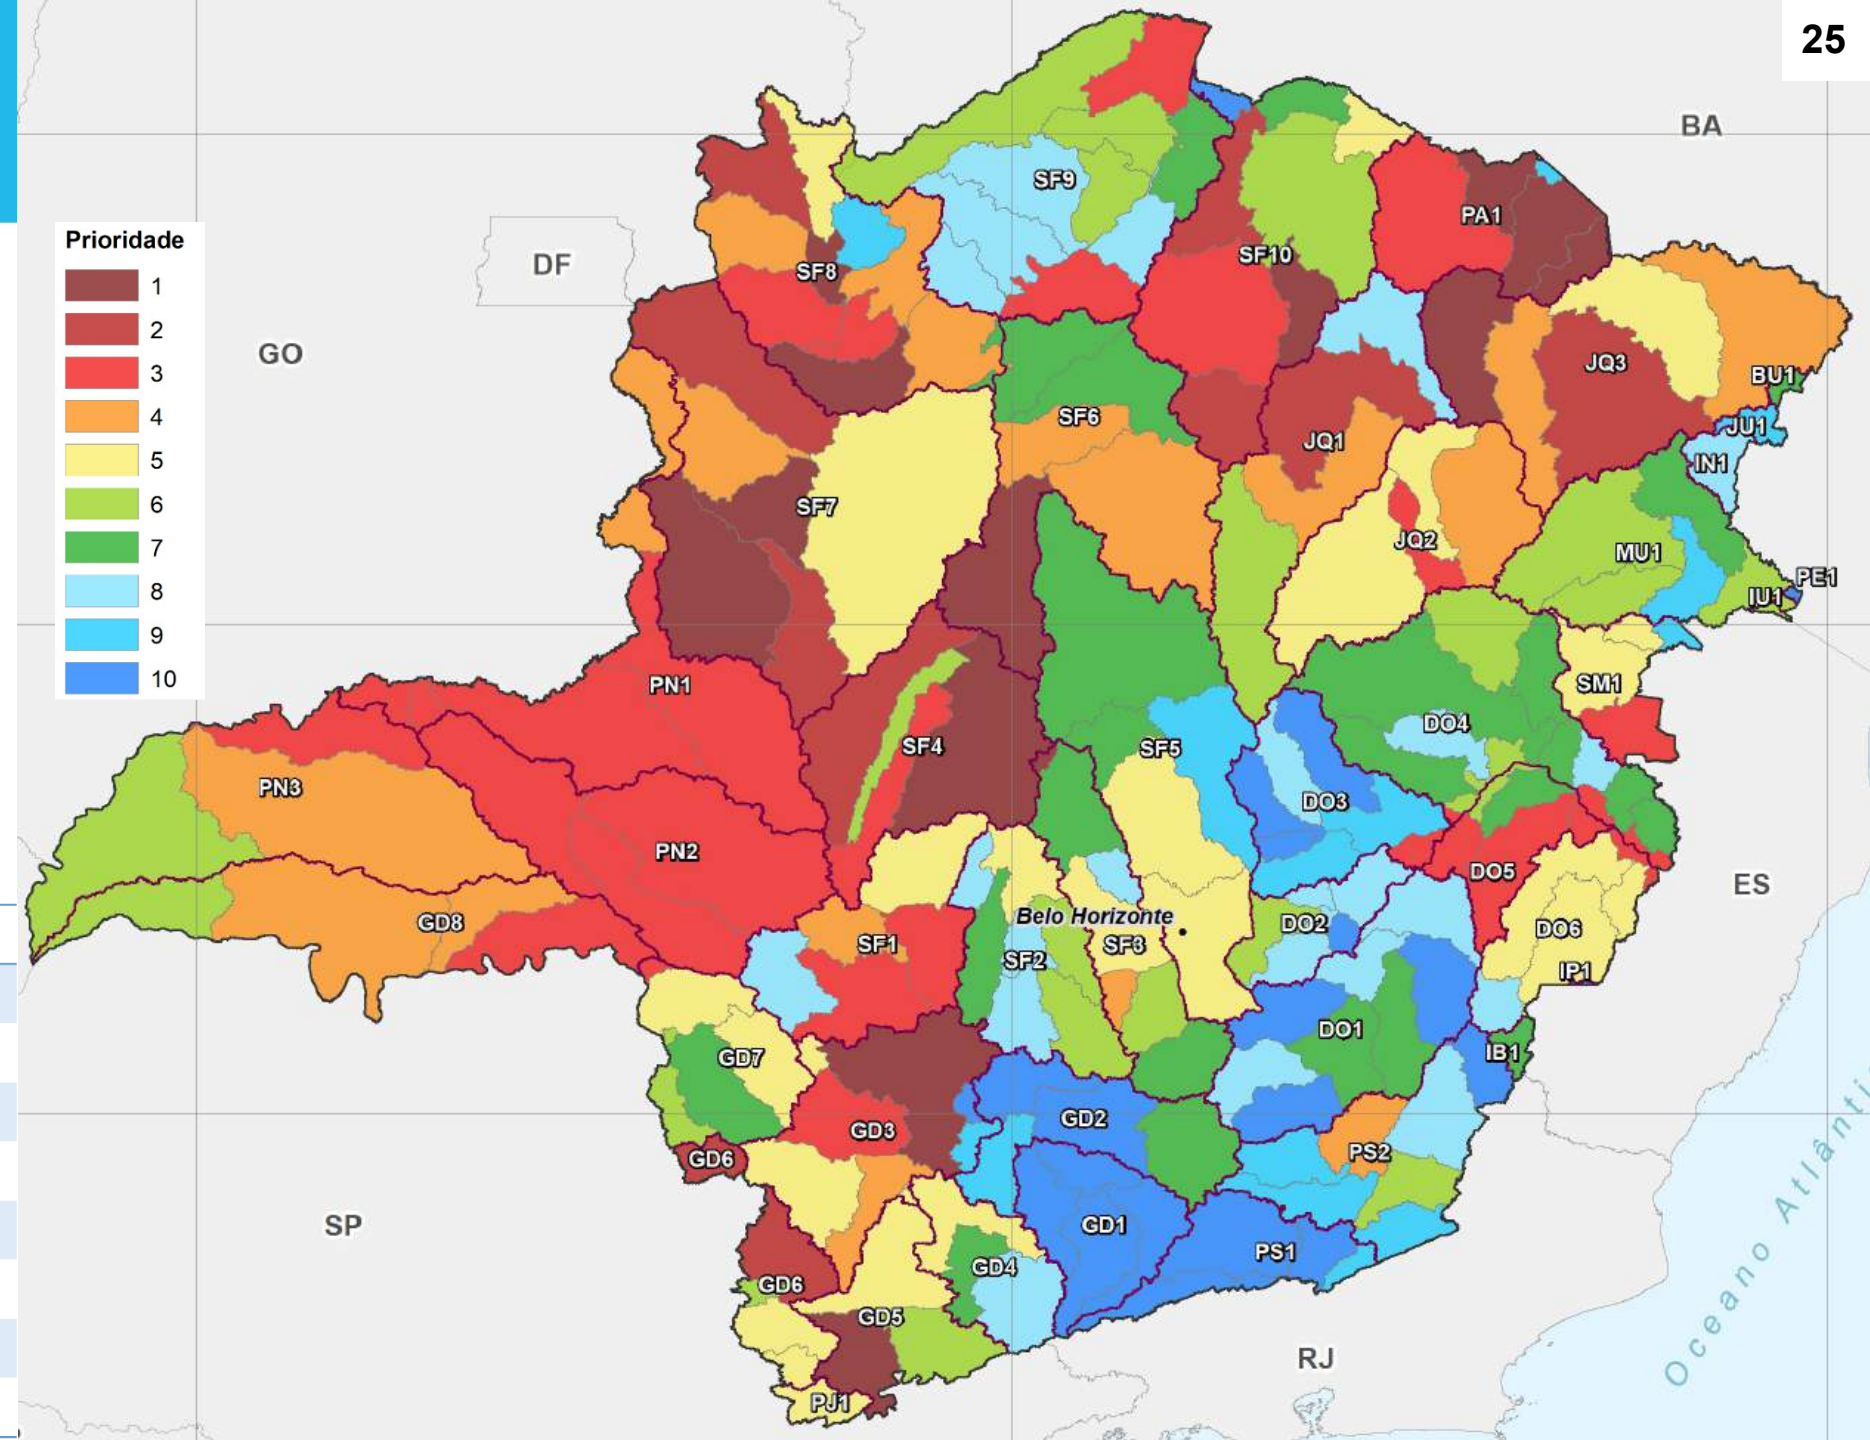 25
BA
SF9
PA1
Prioridade
DF
SF8
SF10
1
2
GO
3
JQ3
BU1
4
SF6
JQ1
JU1
5
IN1
6
SF7
7
JQ2
MU1
PE1
8
IU1
9
10
PN1
SM1
SF4
SF5
DO4
PN3
DO3
PN2
DO5
ES
GD8
Belo Horizonte
SF1
SF2
SF3
DO2
DO6
IP1
GD7
DO1
IB1
GD3
GD2
GD6
PS2
SP
GD1
PS1
GD4
GD6
GD5
RJ
PJ1
Oceano Atlânti